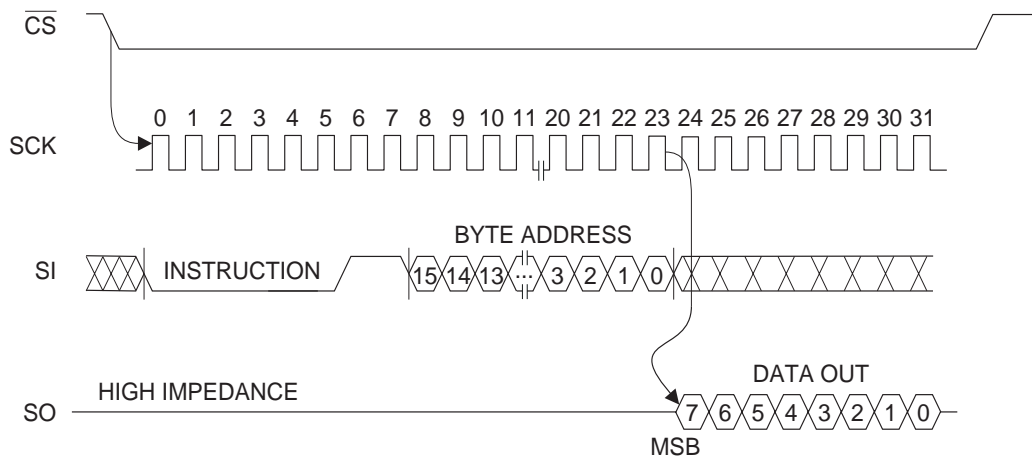 CS
0 1 2 3 4 5 6 7 8 9 10 11 20 21 22 23 24 25 26 27 28 29 30 31
SCK
BYTE ADDRESS
SI INSTRUCTION 15 14 13 ... 3 2 1 0
HIGH IMPEDANCE DATA OUT
SO 7 6 5 4 3 2 1 0
MSB